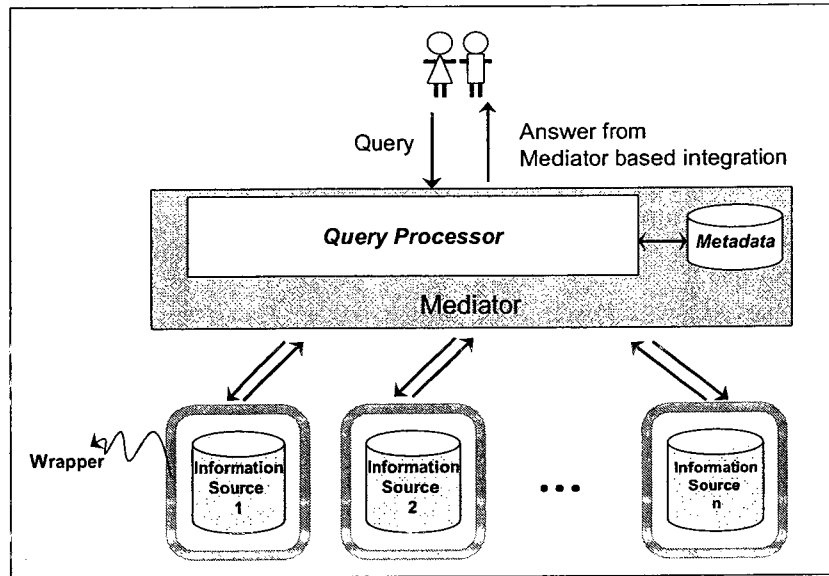 Query
Answer from
Mediator based integration
Query Processor
Metadata
Mediator
Wrapper
Information
Source
1
Information
Source
2
...
Information
Source
n